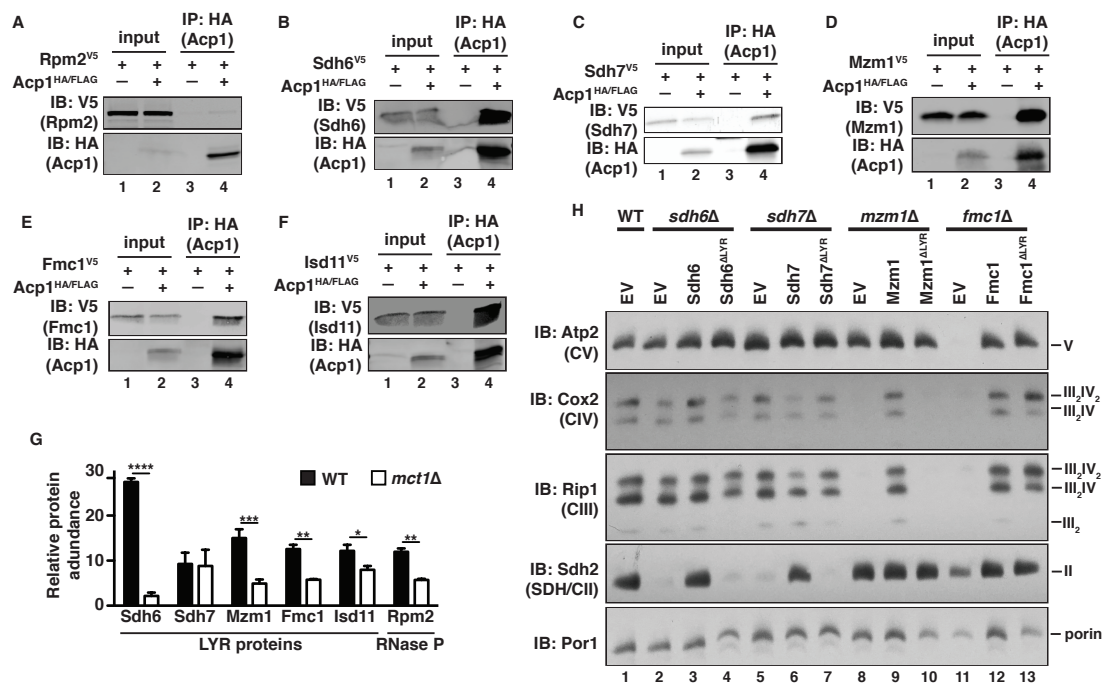 A
IP: HA
input (Acp1)
Rpm2V5 + + + +
Acp1HA/FLAG — + — +
IB: V5
(Rpm2)
IB: HA
(Acp1)
1 2 3 4
B
IP: HA
input (Acp1)
Sdh6V5 + + + +
Acp1HA/FLAG — + — +
IB: V5
(Sdh6)
IB: HA
(Acp1)
1 2 3 4
C
IP: HA
input (Acp1)
Sdh7V5 + + + +
Acp1HA/FLAG — + — +
IB: V5
(Sdh7)
IB: HA
(Acp1)
1 2 3 4
D
IP: HA
input (Acp1)
Mzm1V5 + + + +
Acp1HA/FLAG — + — +
IB: V5
(Mzm1)
IB: HA
(Acp1)
1 2 3 4
E
IP: HA
input (Acp1)
Fmc1V5 + + + +
Acp1HA/FLAG — + — +
IB: V5
(Fmc1)
IB: HA
(Acp1)
1 2 3 4
F
IP: HA
input (Acp1)
Isd11V5 + + + +
Acp1HA/FLAG — + — +
IB: V5
(Isd11)
IB: HA
(Acp1)
1 2 3 4
G
Relative protein
adundance
30
20
10
0
WT mct1Δ
**** *** ** * **
Sdh6 Sdh7 Mzm1 Fmc1 Isd11 Rpm2
LYR proteins RNase P
H
WT sdh6Δ sdh7Δ mzm1Δ fmc1Δ
EV EV Sdh6 Sdh6ΔLYR EV Sdh7 Sdh7ΔLYR EV Mzm1 Mzm1ΔLYR EV Fmc1 Fmc1ΔLYR
IB: Atp2
(CV)
V
IB: Cox2
(CIV)
III2IV2
III2IV
IB: Rip1
(CIII)
III2IV2
III2IV
III2
IB: Sdh2
(SDH/CII)
II
IB: Por1
porin
1 2 3 4 5 6 7 8 9 10 11 12 13